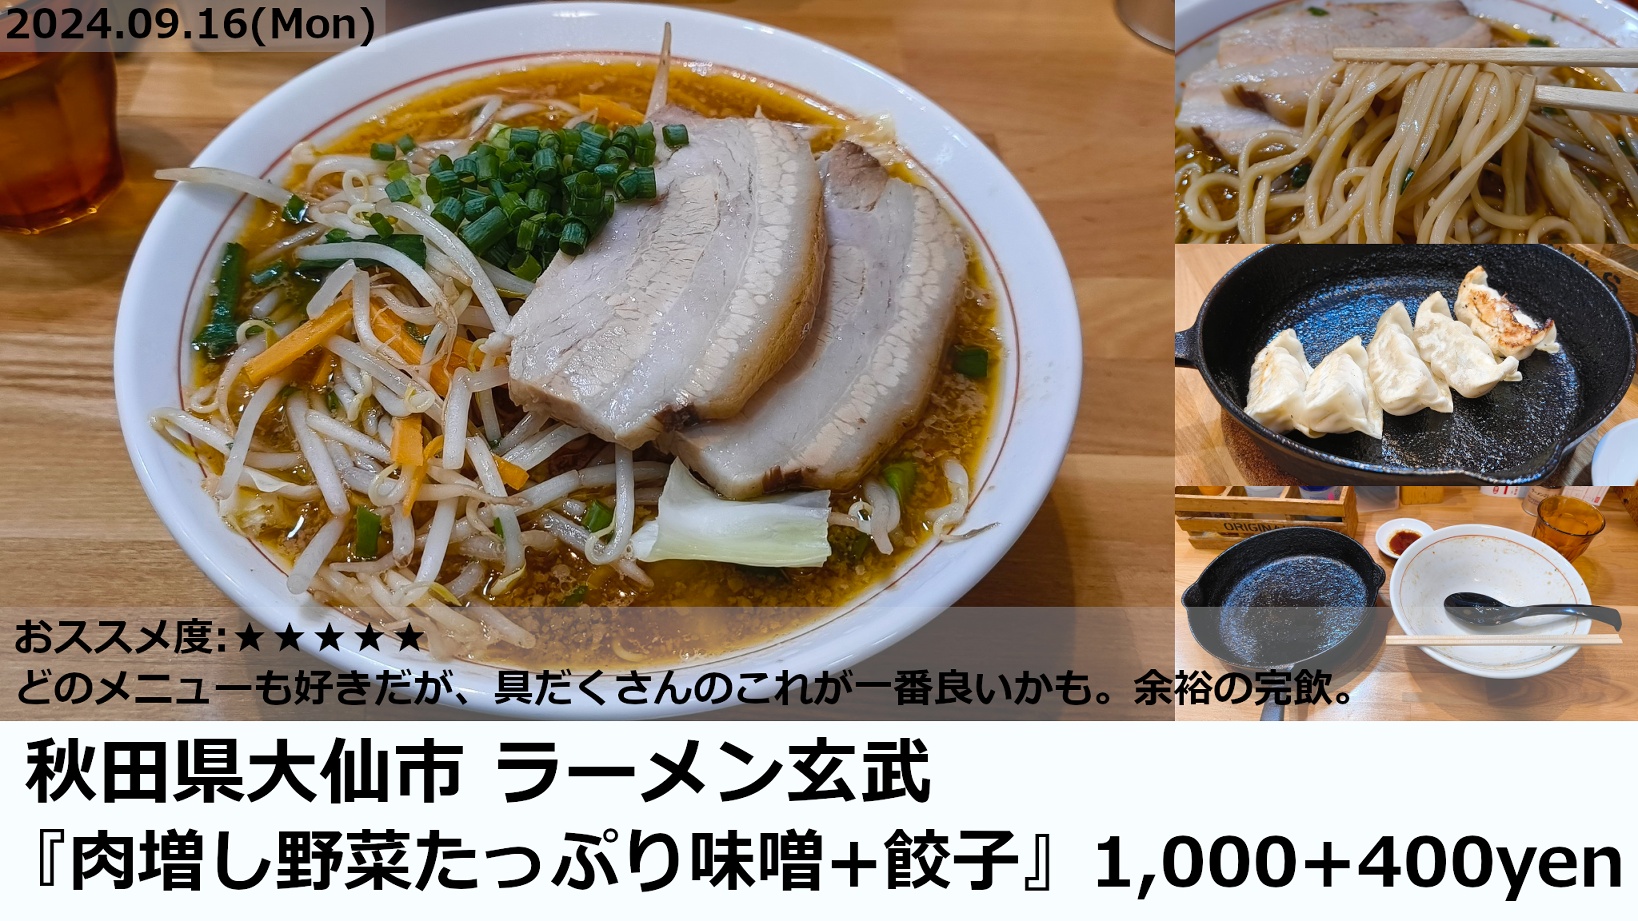 2024.09.16(Mon)
ORIGIN
おススメ度:★★★★★
どのメニューも好きだが、具だくさんのこれが一番良いかも。余裕の完飲。
秋田県大仙市 ラーメン玄武
『肉増し野菜たっぷり味噌+餃子』1,000+400yen